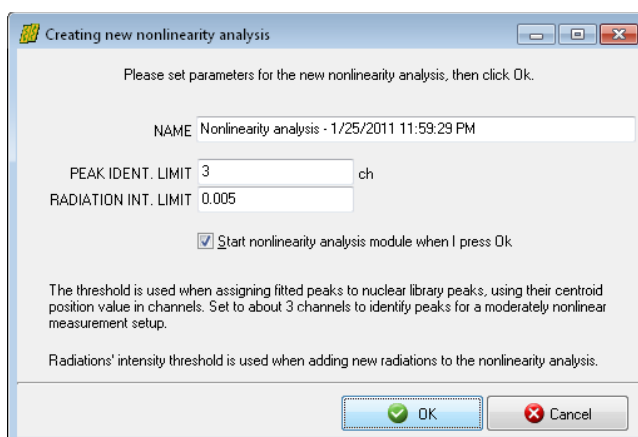 Creating new nonlinearity analysis
Please set parameters for the new nonlinearity analysis, then click Ok.
NAME Nonlinearity analysis - 1/25/2011 11:59:29 PM
PEAK IDENT. LIMIT 3 ch
RADIATION INT. LIMIT 0.005
Start nonlinearity analysis module when I press Ok
The threshold is used when assigning fitted peaks to nuclear library peaks, using their centroid
position value in channels. Set to about 3 channels to identify peaks for a moderately nonlinear
measurement setup.
Radiations' intensity threshold is used when adding new radiations to the nonlinearity analysis.
OK Cancel